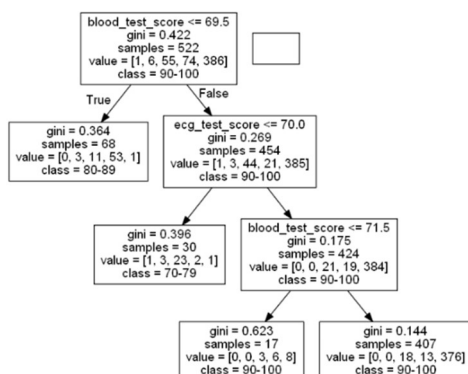 blood_test_score <= 69.5
gini = 0.422
samples = 522
value = [1, 6, 55, 74, 386]
class = 90-100
True
False
gini = 0.364
samples = 68
value = [0, 3, 11, 53, 1]
class = 80-89
ecg_test_score <= 70.0
gini = 0.269
samples = 454
value = [1, 3, 44, 21, 385]
class = 90-100
gini = 0.396
samples = 30
value = [1, 3, 23, 2, 1]
class = 70-79
blood_test_score <= 71.5
gini = 0.175
samples = 424
value = [0, 0, 21, 19, 384]
class = 90-100
gini = 0.623
samples = 17
value = [0, 0, 3, 6, 8]
class = 90-100
gini = 0.144
samples = 407
value = [0, 0, 18, 13, 376]
class = 90-100